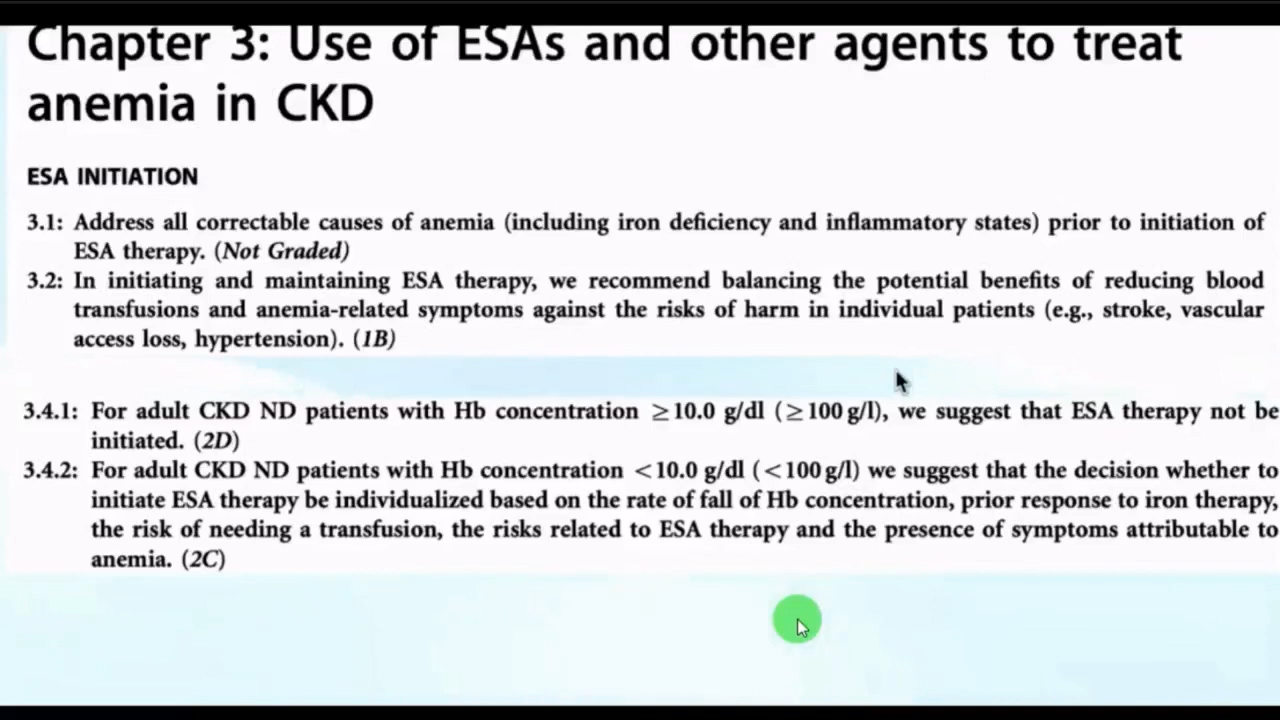 Chapter 3: Use of ESAs and other agents to treat
anemia in CKD
ESA INITIATION
3.1: Address all correctable causes of anemia (including iron deficiency and inflammatory states) prior to initiation of
ESA therapy. (Not Graded)
3.2: In initiating and maintaining ESA therapy, we recommend balancing the potential benefits of reducing blood
transfusions and anemia-related symptoms against the risks of harm in individual patients (e.g., stroke, vascular
access loss, hypertension). (1B)
3.4.1: For adult CKD ND patients with Hb concentration ≥10.0 g/dl (≥100 g/l), we suggest that ESA therapy not be
initiated. (2D)
3.4.2: For adult CKD ND patients with Hb concentration <10.0 g/dl (<100 g/l) we suggest that the decision whether to
initiate ESA therapy be individualized based on the rate of fall of Hb concentration, prior response to iron therapy,
the risk of needing a transfusion, the risks related to ESA therapy and the presence of symptoms attributable to
anemia. (2C)